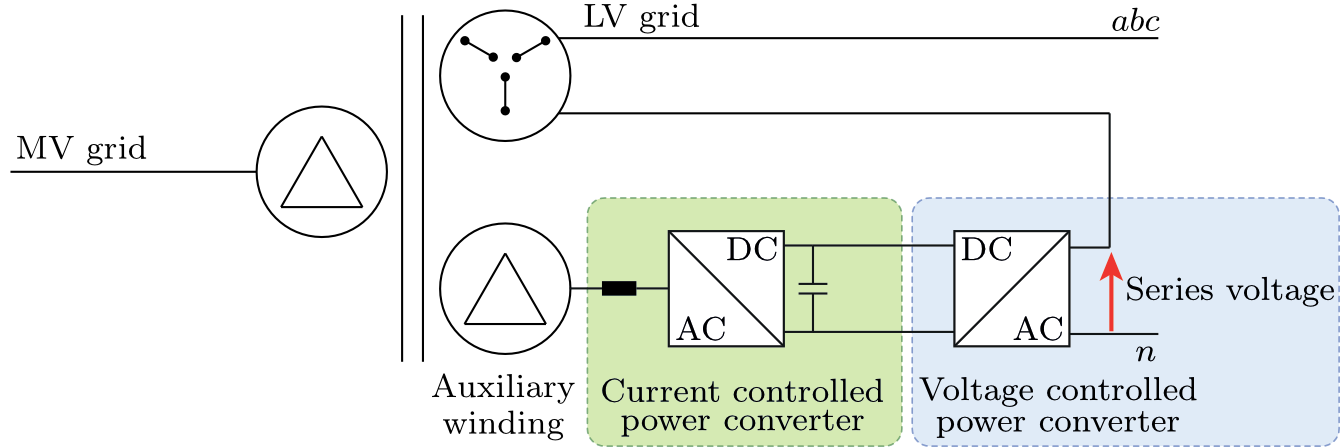 LV grid
abc
MV grid
DC
AC
DC
AC
Series voltage
n
Auxiliary
winding
Current controlled
power converter
Voltage controlled
power converter